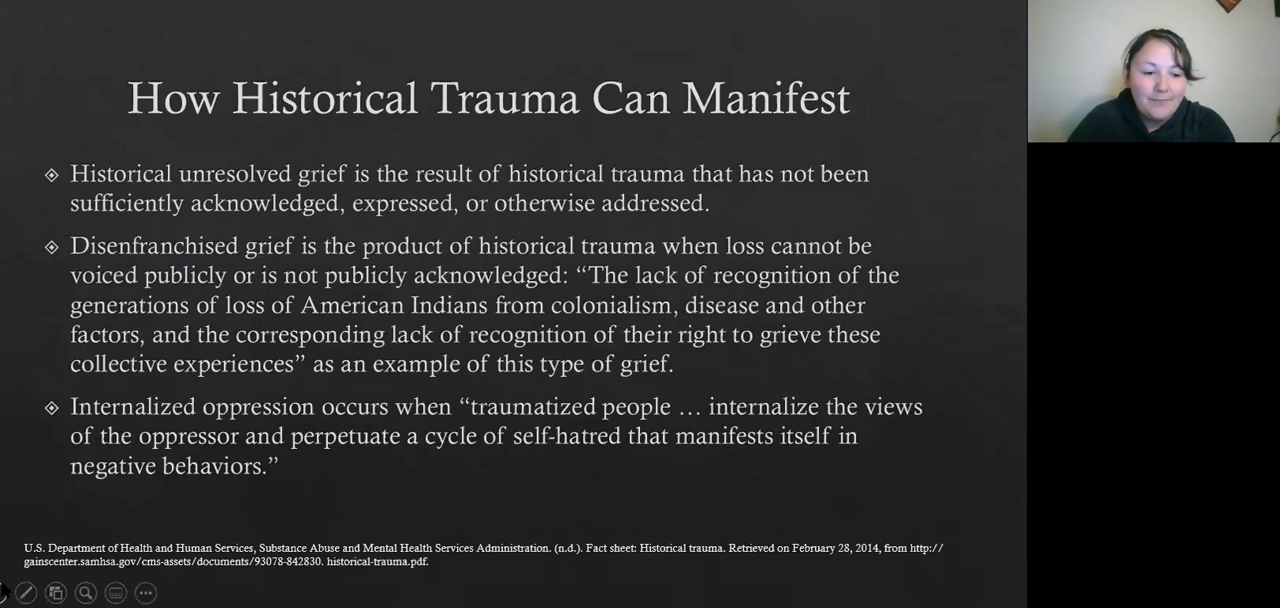 How Historical Trauma Can Manifest
Historical unresolved grief is the result of historical trauma that has not been
sufficiently acknowledged, expressed, or otherwise addressed.
Disenfranchised grief is the product of historical trauma when loss cannot be
voiced publicly or is not publicly acknowledged: “The lack of recognition of the
generations of loss of American Indians from colonialism, disease and other
factors, and the corresponding lack of recognition of their right to grieve these
collective experiences” as an example of this type of grief.
Internalized oppression occurs when “traumatized people … internalize the views
of the oppressor and perpetuate a cycle of self-hatred that manifests itself in
negative behaviors.”
U.S. Department of Health and Human Services, Substance Abuse and Mental Health Services Administration. (n.d.). Fact sheet: Historical trauma. Retrieved on February 28, 2014, from http://
gainscenter.samhsa.gov/cms-assets/documents/93078-842830. historical-trauma.pdf.